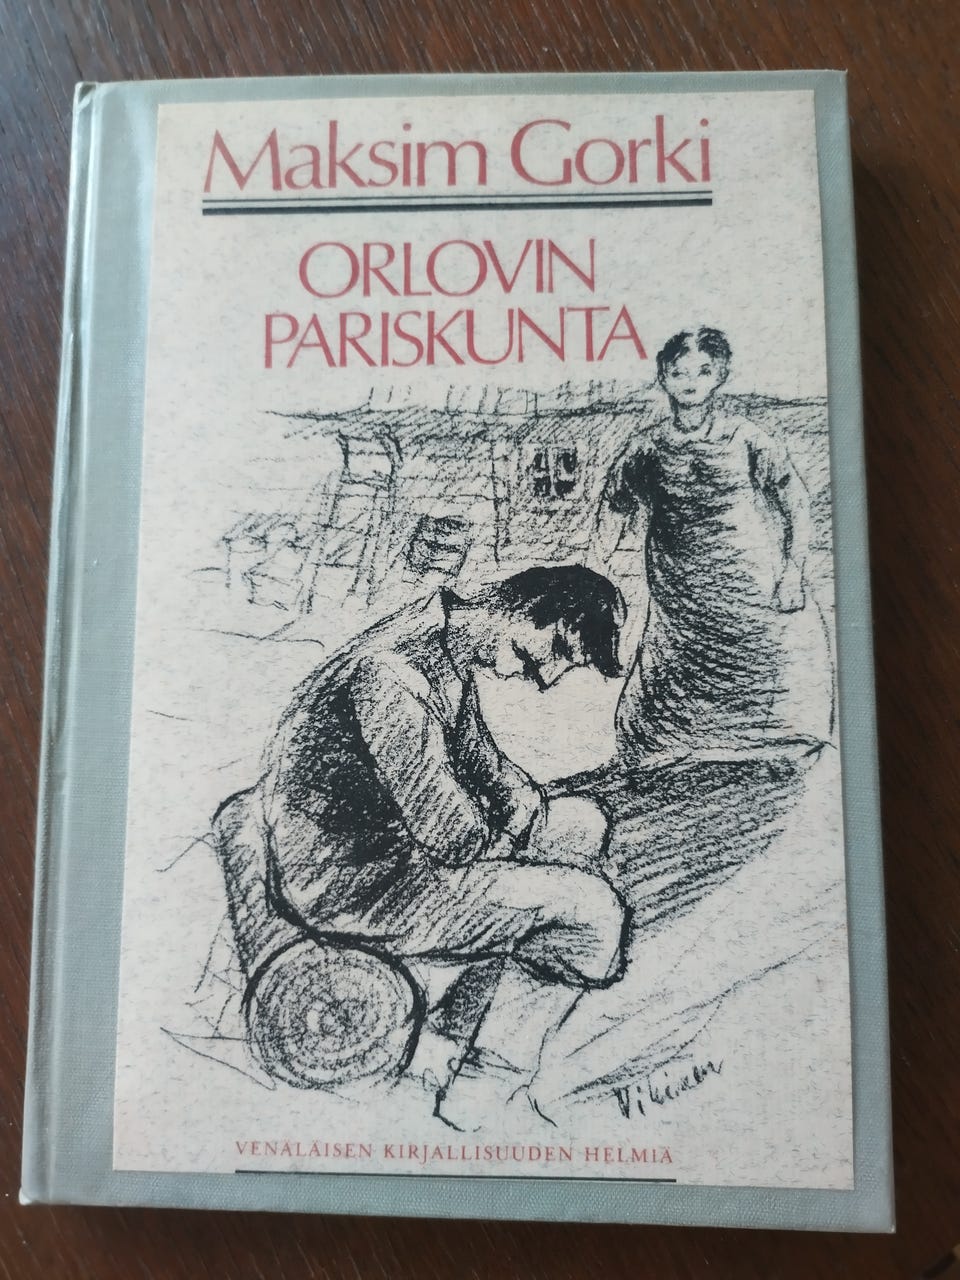 Maksim Gorki
ORLOVIN
PARISKUNTA
VENÄLÄISEN KIRJALLISUUDEN HELMIÄ